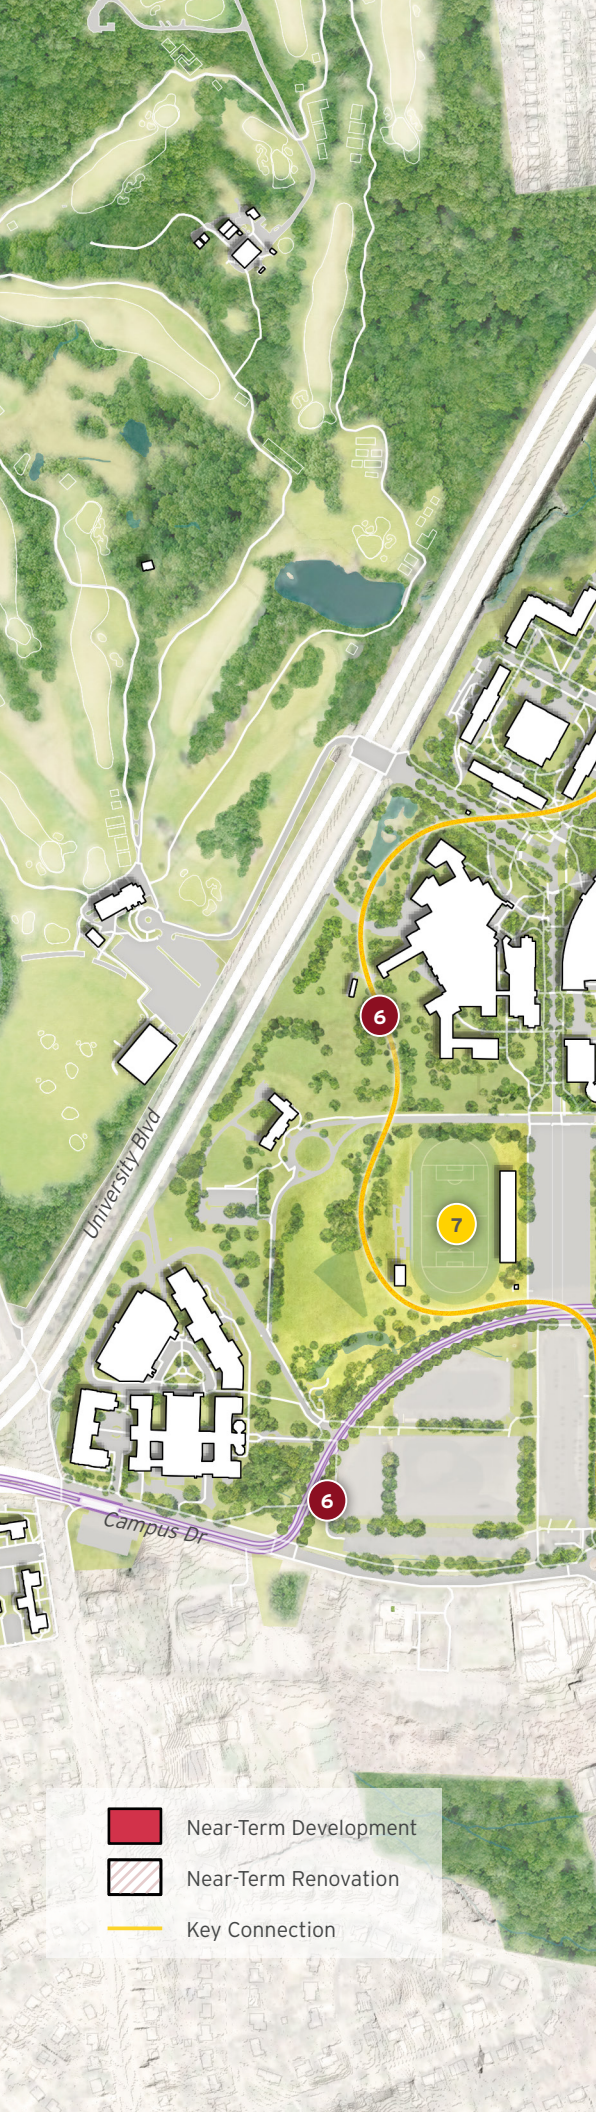 6
7
University Blvd
6
Campus Dr
Near-Term Development
Near-Term Renovation
Key Connection